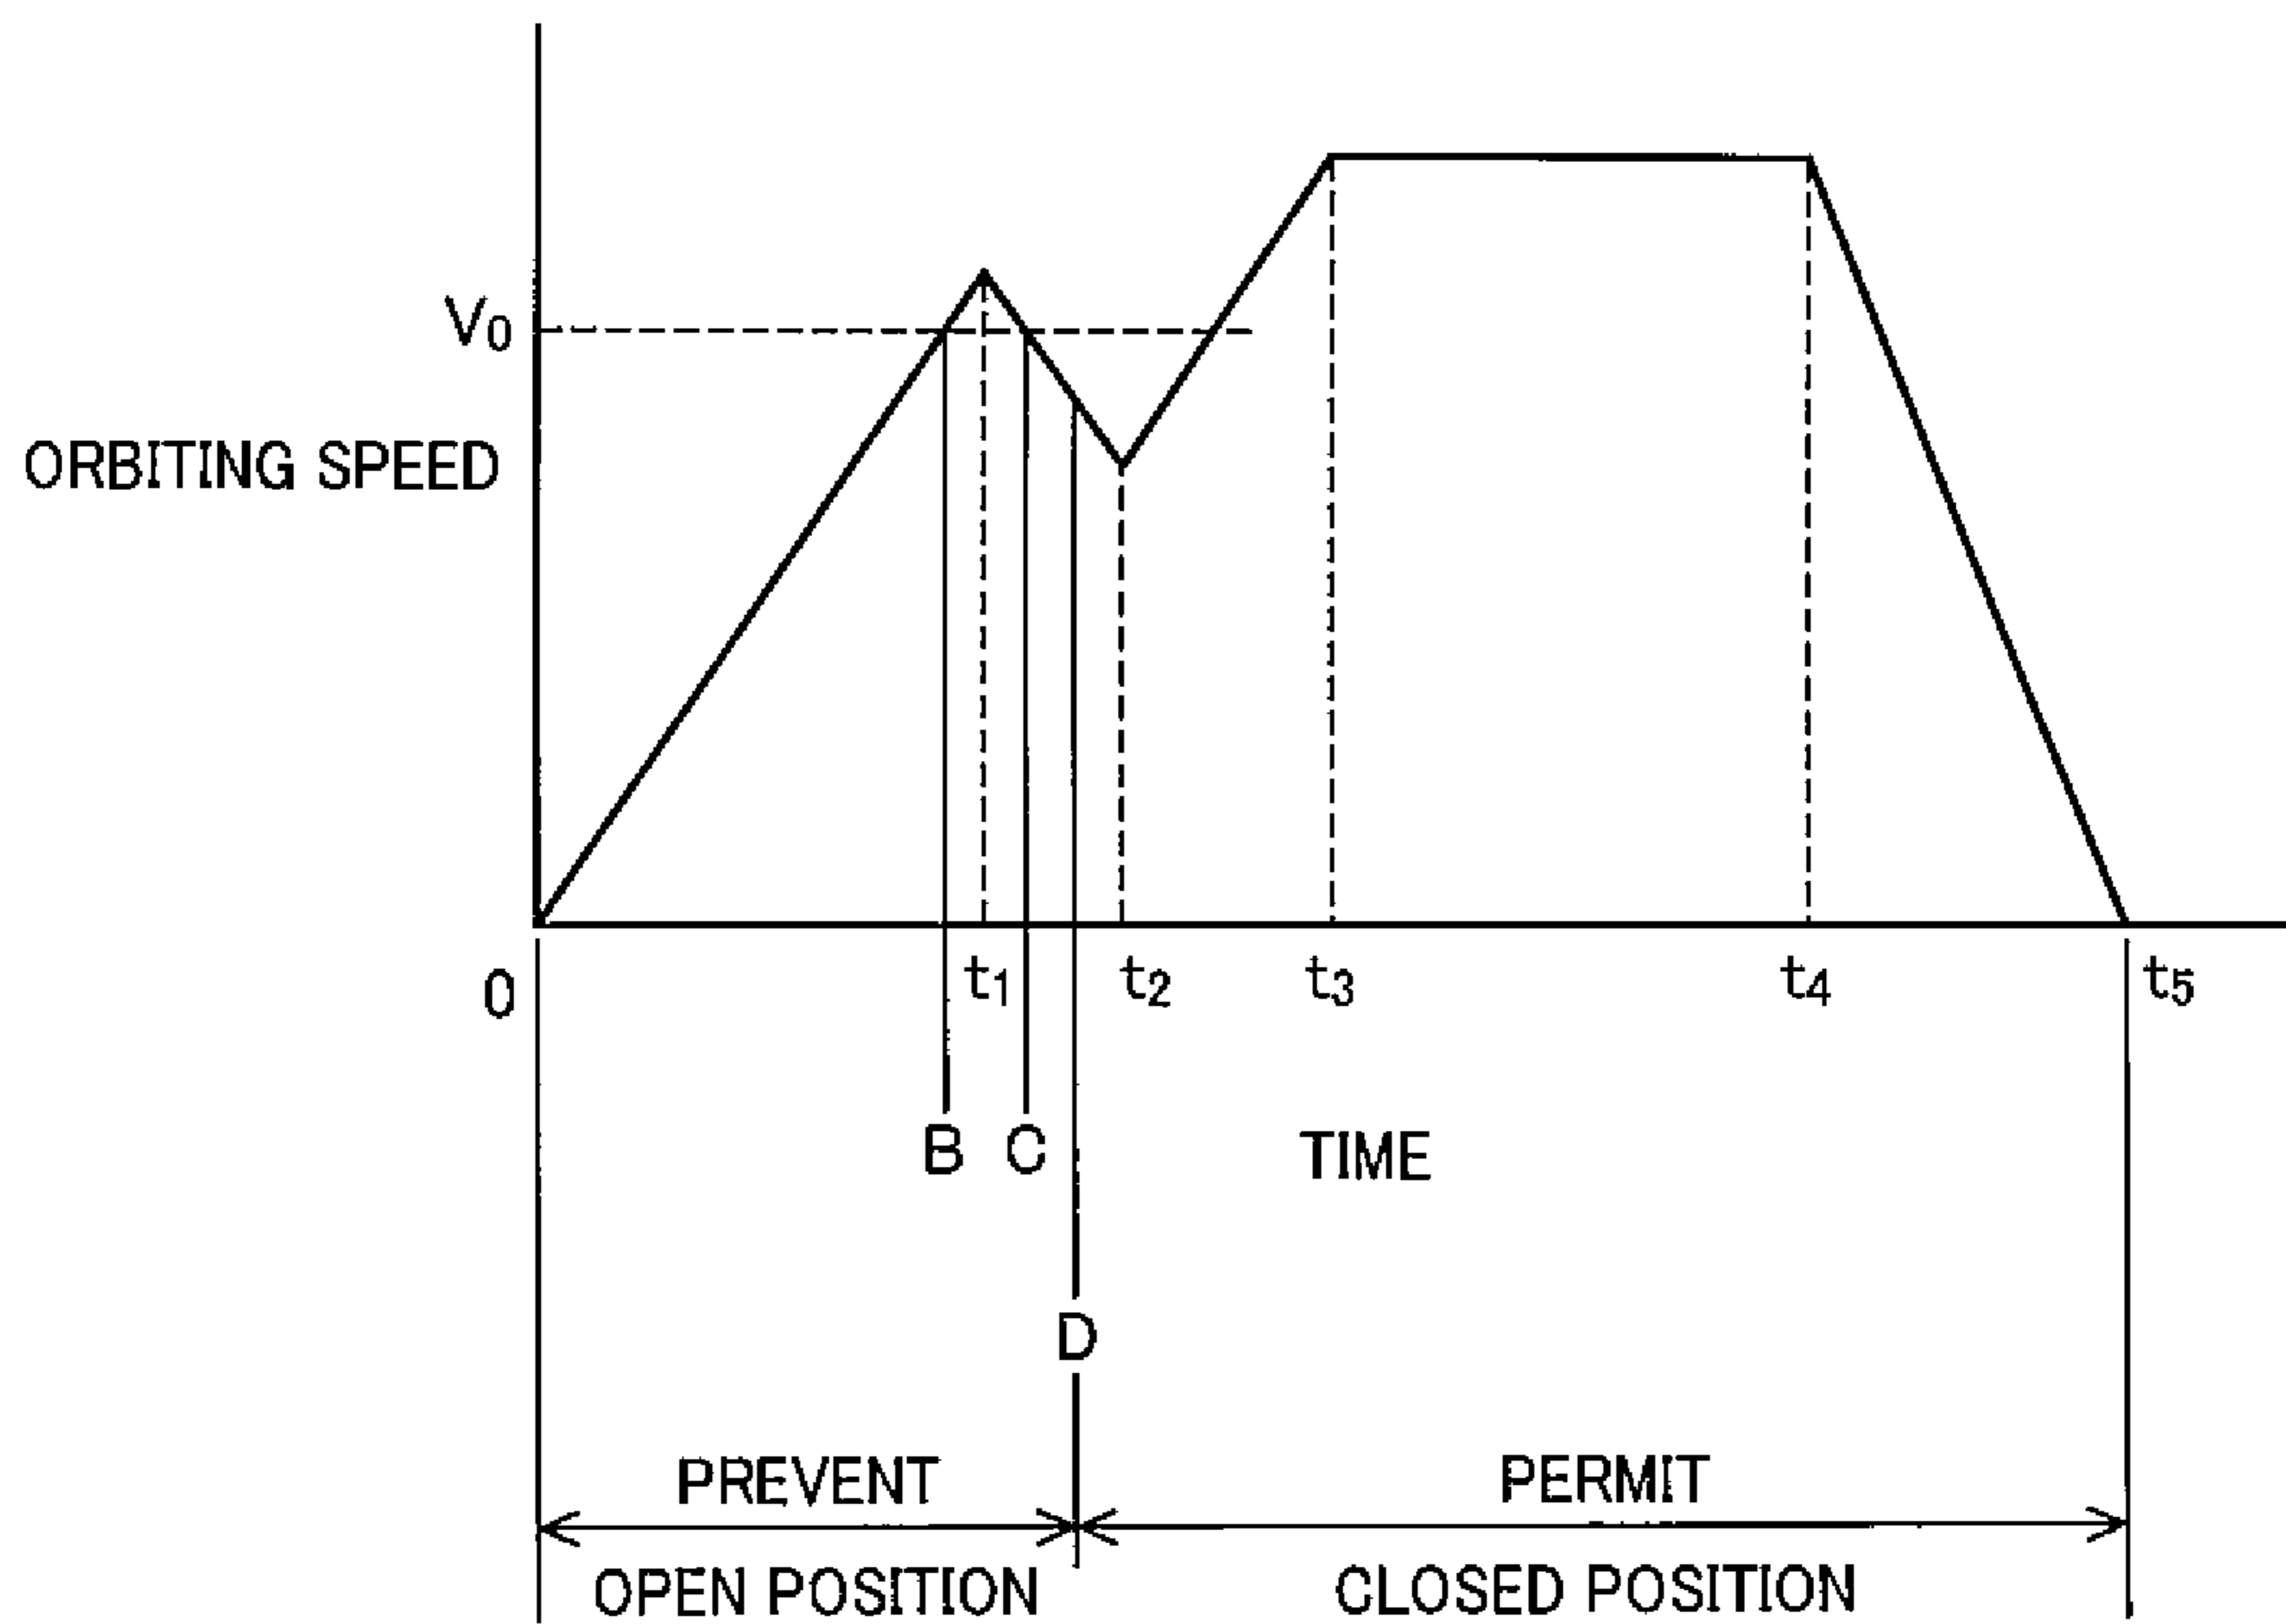 V0
ORBITING SPEED
0 t1 t2 t3 t4 t5
B C TIME
D
PREVENT PERMIT
OPEN POSITION CLOSED POSITION